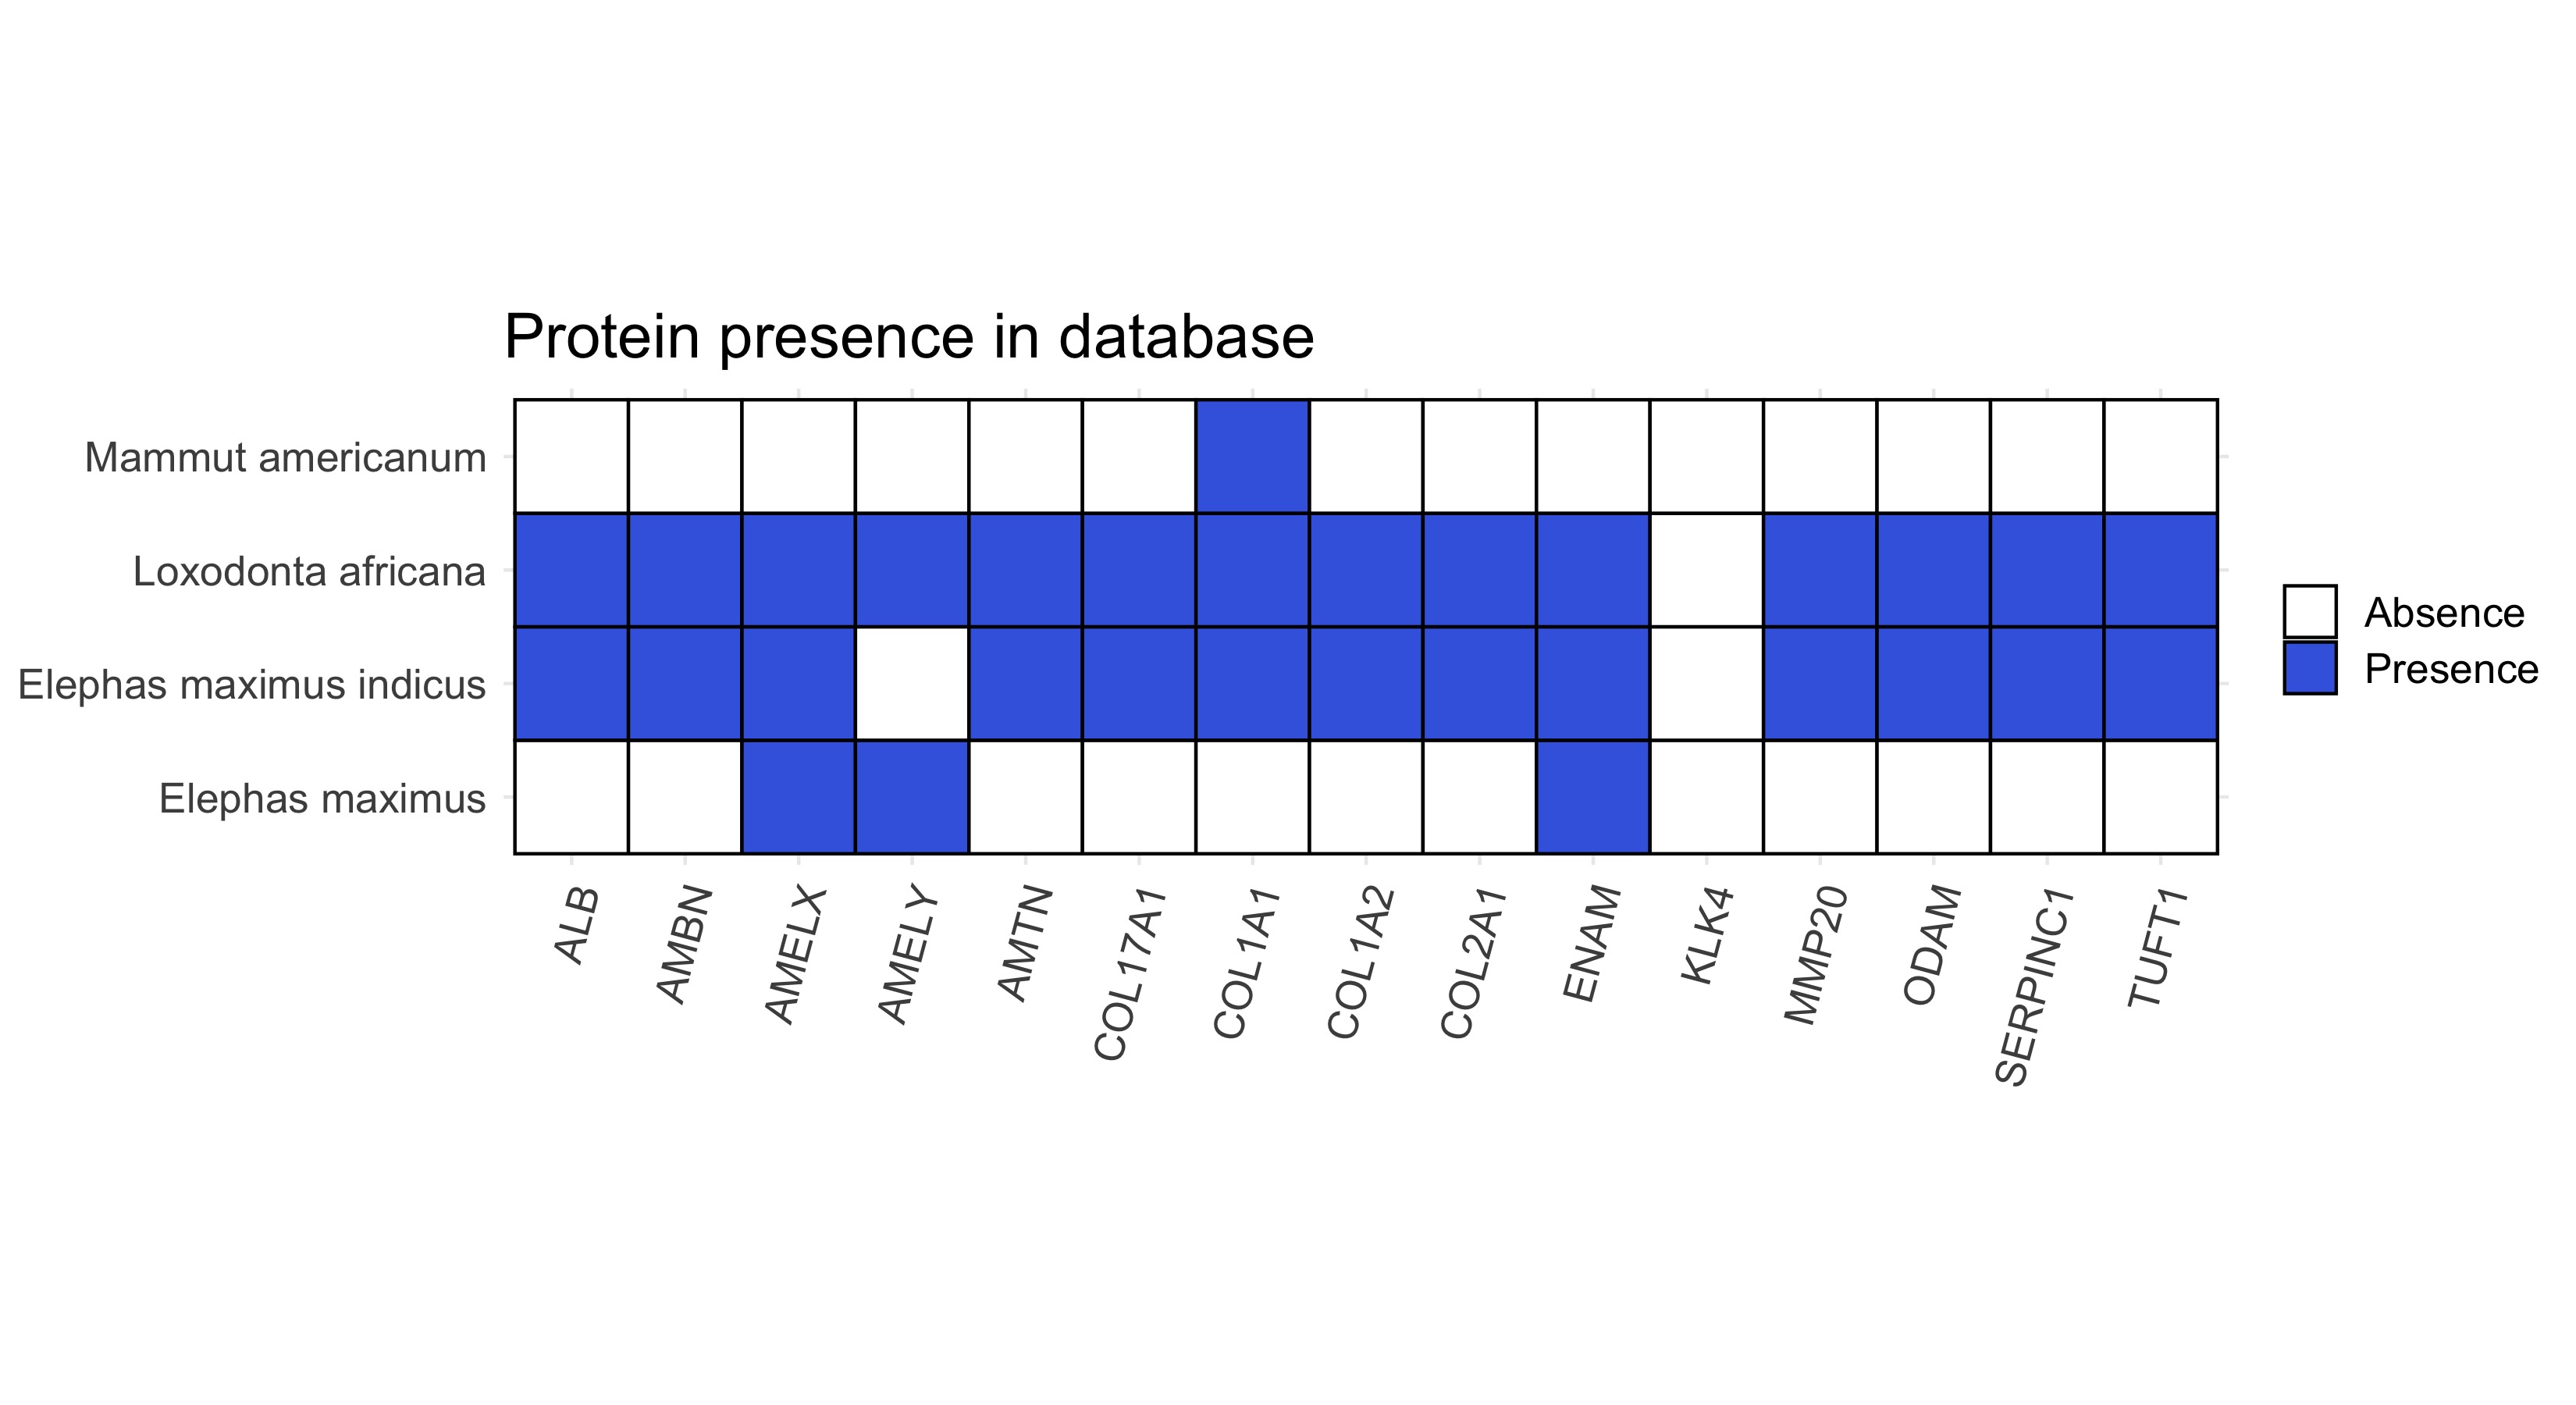 Protein presence in database
Mammut americanum
Loxodonta africana
Elephas maximus indicus
Elephas maximus
ALB
AMBN
AMELX
AMELY
AMTN
COL17A1
COL1A1
COL1A2
COL2A1
ENAM
KLK4
MMP20
ODAM
SERPINC1
TUFT1
Absence
Presence